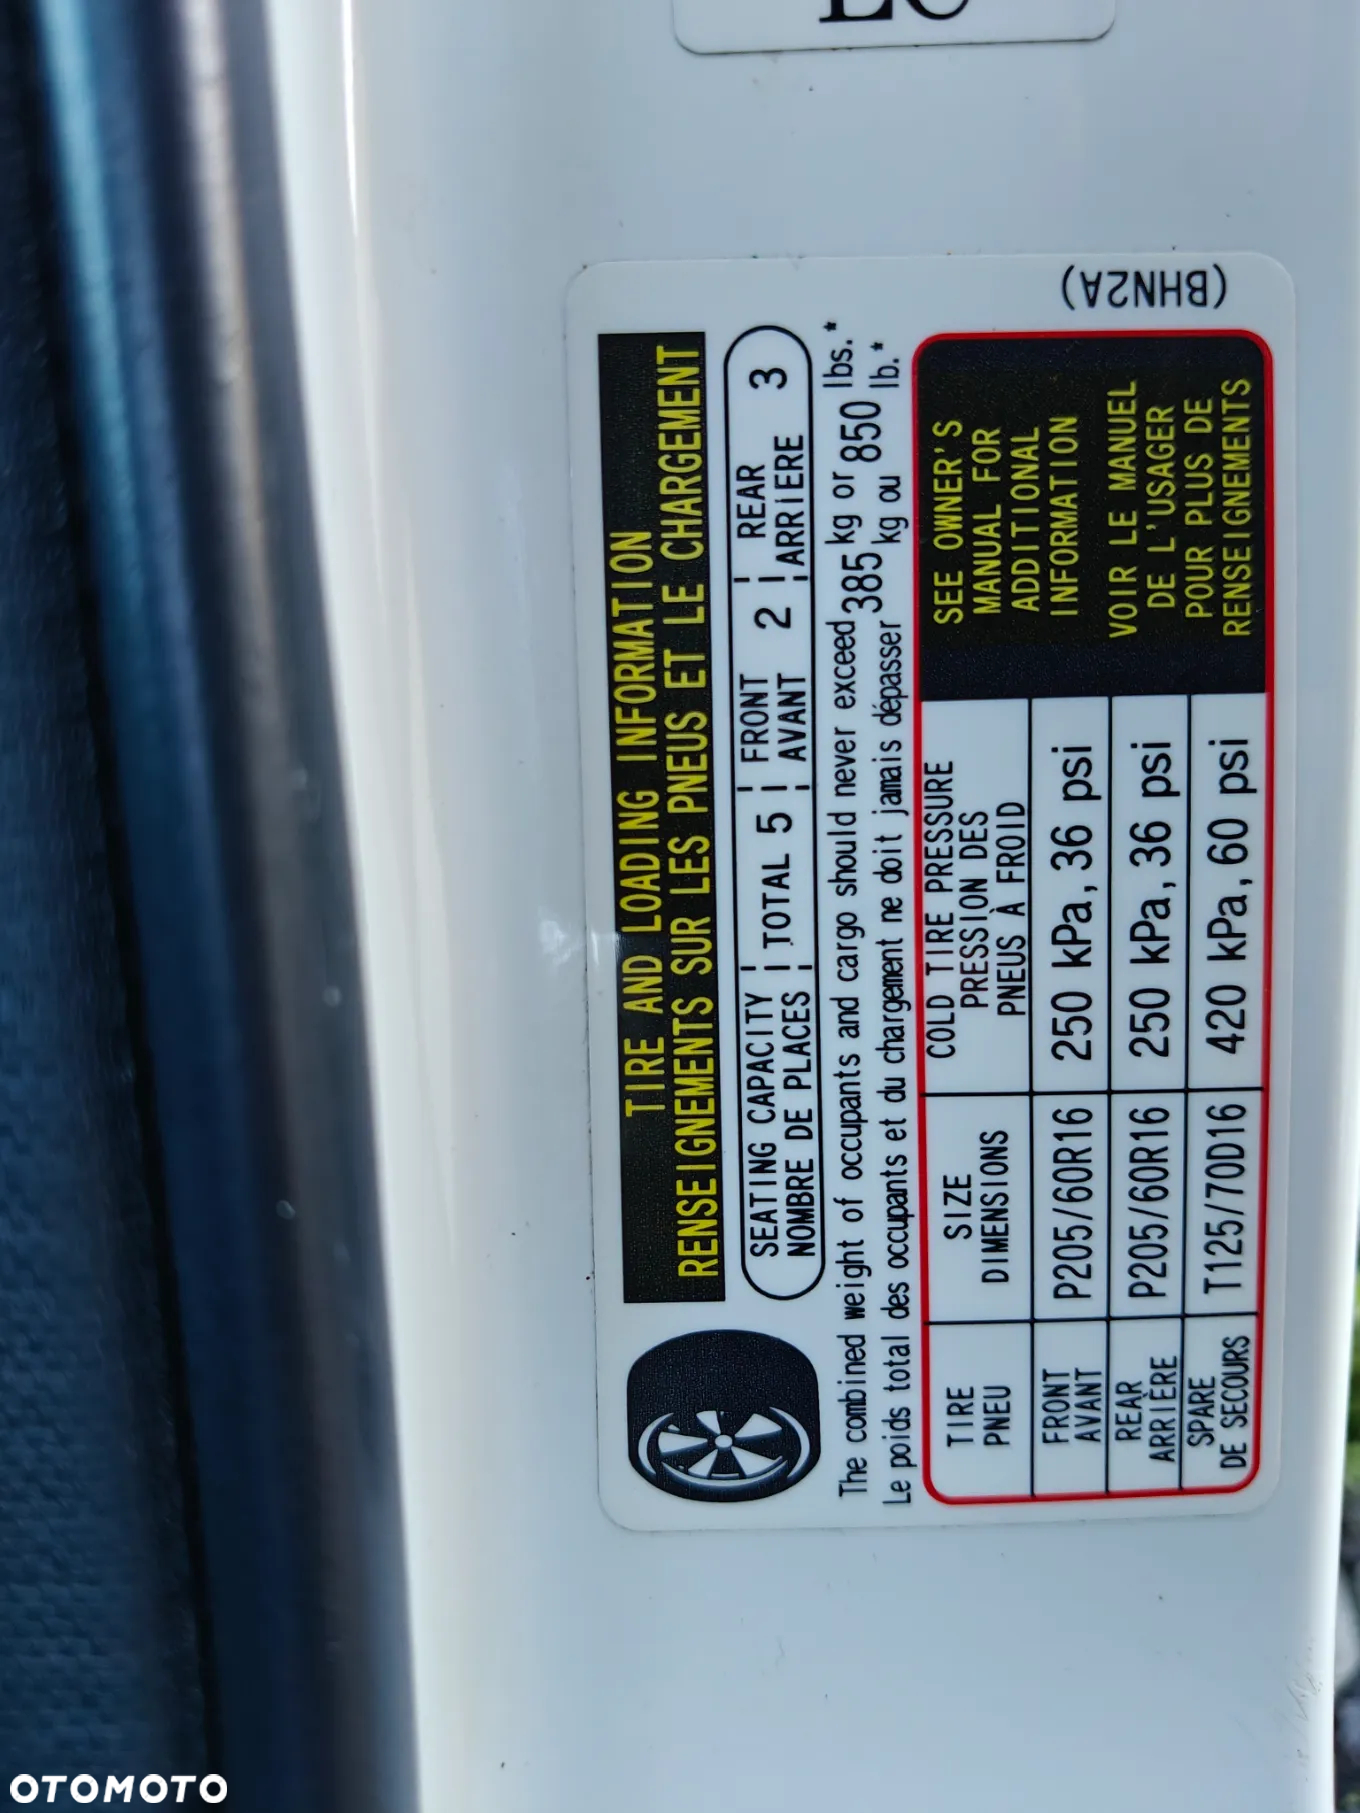 TIRE AND LOADING INFORMATION
RENSEIGNEMENTS SUR LES PNEUS ET LE CHARGEMENT
SEATING CAPACITY TOTAL 5 FRONT 2 REAR 3
NOMBRE DE PLACES AVANT ARRIÈRE
The combined weight of occupants and cargo should never exceed 385 kg or 850 lbs.*
Le poids total des occupants et du chargement ne doit jamais dépasser 385 kg ou 850 lb.*
TIRE
PNEU
SIZE
DIMENSIONS
COLD TIRE PRESSURE
PRESSION DES
PNEUS À FROID
FRONT
AVANT
P205/60R16
250 kPa, 36 psi
REAR
ARRIÈRE
P205/60R16
250 kPa, 36 psi
SPARE
DE SECOURS
T125/70D16
420 kPa, 60 psi
SEE OWNER'S
MANUAL FOR
ADDITIONAL
INFORMATION
VOIR LE MANUEL
DE L'USAGER
POUR PLUS DE
RENSEIGNEMENTS
(BHN2A)
OTOMOTO